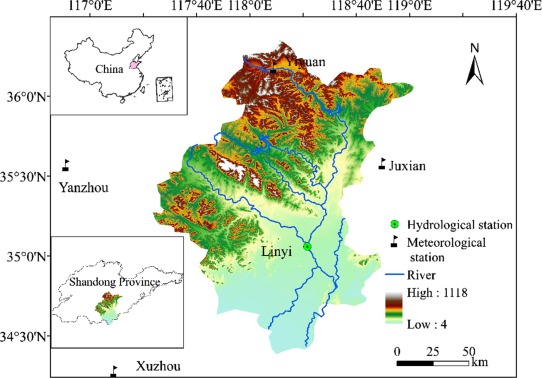 117°0'E
117°40'E
118°0'E
118°40'E
119°0'E
119°40'E
China
N
Yiyuan
36°0'N
Juxian
Yanzhou
35°30'N
Hydrological station
Meteorological
station
Linyi
35°0'N
River
Shandong Province
High : 1118
Low : 4
34°30'N
0 25 50
km
Xuzhou